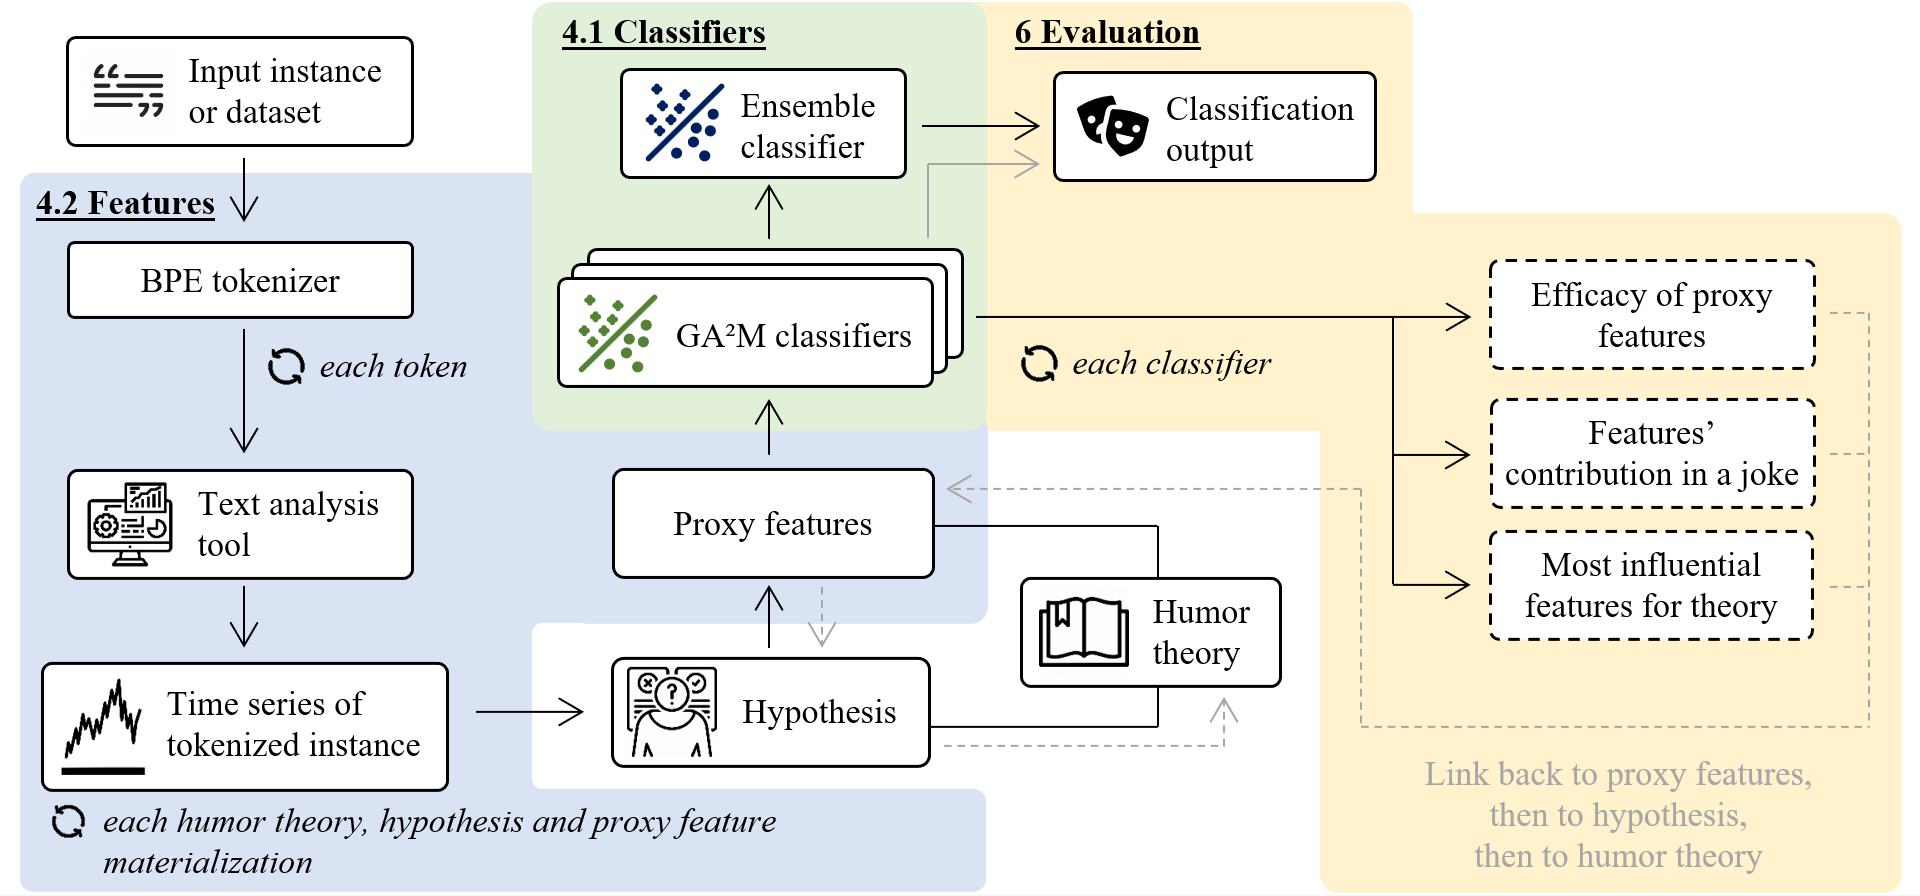 Input instance
or dataset
4.2 Features
BPE tokenizer
each token
Text analysis
tool
Time series of
tokenized instance
each humor theory, hypothesis and proxy feature
materialization
4.1 Classifiers
Ensemble
classifier
GA²M classifiers
Proxy features
Hypothesis
Humor
theory
6 Evaluation
Classification
output
each classifier
Efficacy of proxy
features
Features’
contribution in a joke
Most influential
features for theory
Link back to proxy features,
then to hypothesis,
then to humor theory